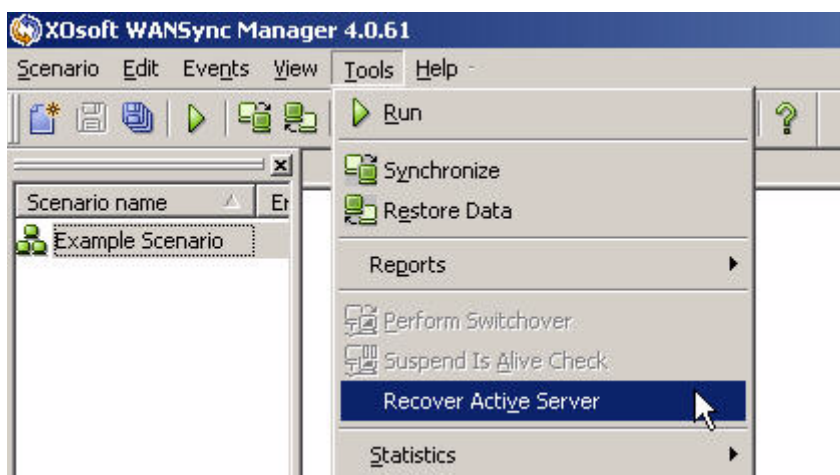 XOsoft WANSync Manager 4.0.61
Scenario Edit Events View Tools Help
Run
Synchronize
Scenario name
Restore Data
Example Scenario
Reports
Perform Switchover
Suspend Is Alive Check
Recover Active Server
Statistics